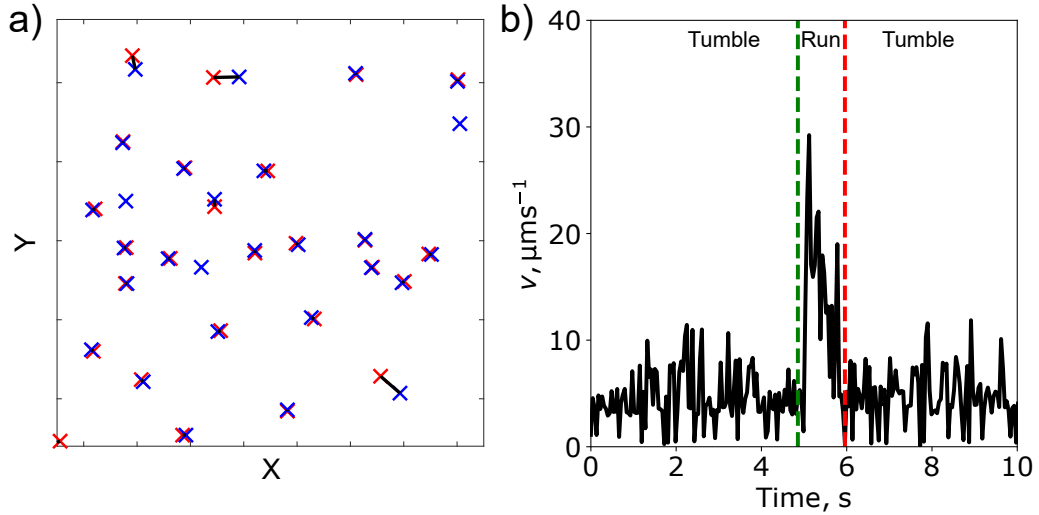 a)
Y
X
b)
Tumble
Run
Tumble
v, μms⁻¹
40
30
20
10
0
0 2 4 6 8 10
Time, s